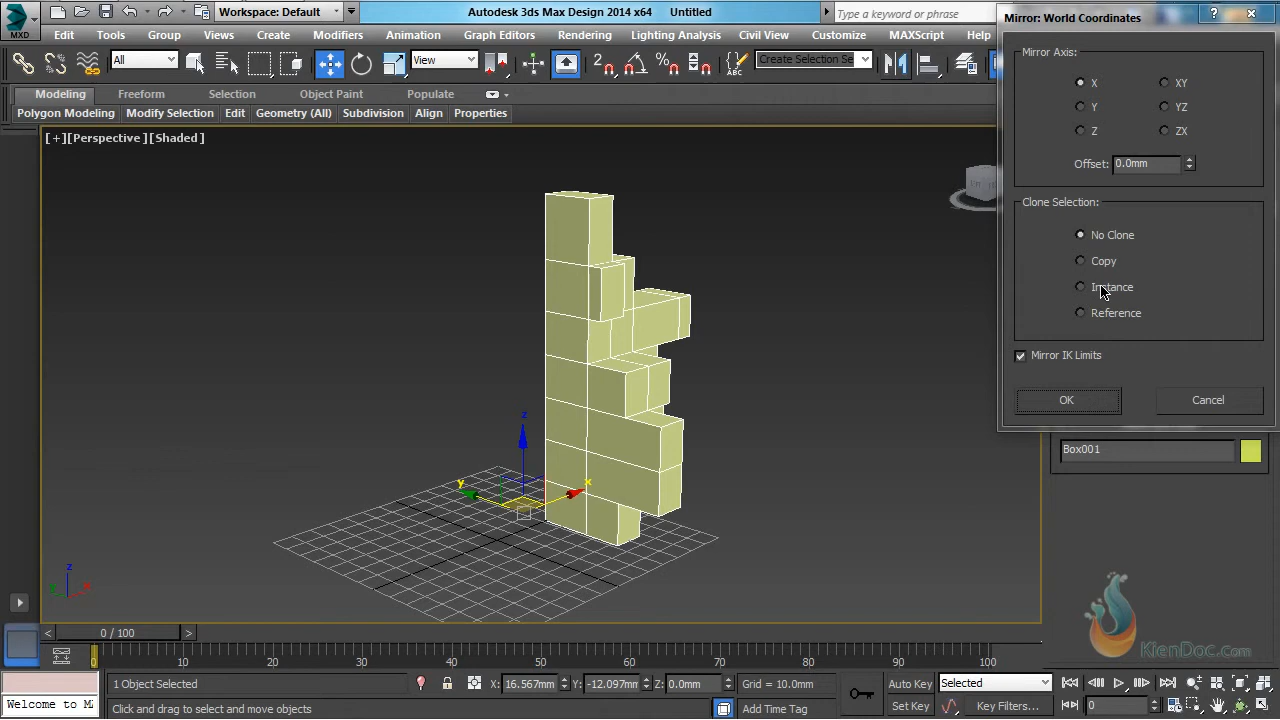 MXD
Workspace: Default
Autodesk 3ds Max Design 2014 x64 Untitled
Type a keyword or phrase
Mirror: World Coordinates
?
Edit Tools Group Views Create Modifiers Animation Graph Editors Rendering Lighting Analysis Civil View Customize MAXScript Help
All
View
Create Selection Se
Modeling Freeform Selection Object Paint Populate
Polygon Modeling Modify Selection Edit Geometry (All) Subdivision Align Properties
[+][Perspective][Shaded]
Mirror Axis:
X XY
Y YZ
Z ZX
Offset: 0.0mm
Clone Selection:
No Clone
Copy
Instance
Reference
Mirror IK Limits
OK Cancel
Box001
z
y
x
z
KienDoc.com
< 0 / 100 >
0 10 20 30 40 50 60 70 80 90 100
1 Object Selected
X: 16.567mm Y: -12.097mm Z: 0.0mm Grid = 10.0mm
Auto Key Selected
Welcome to M
Click and drag to select and move objects
Add Time Tag
Set Key Key Filters... 0